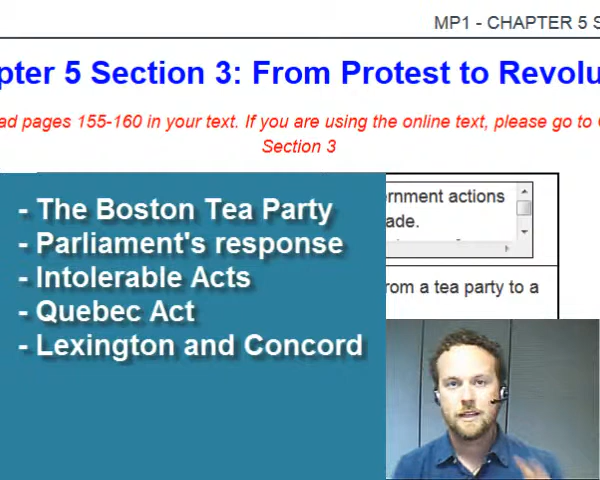 MP1 - CHAPTER 5 S
pter 5 Section 3: From Protest to Revolu
ad pages 155-160 in your text. If you are using the online text, please go to
Section 3
ernment actions
ade.
- The Boston Tea Party
- Parliament's response
- Intolerable Acts
- Quebec Act
- Lexington and Concord
rom a tea party to a